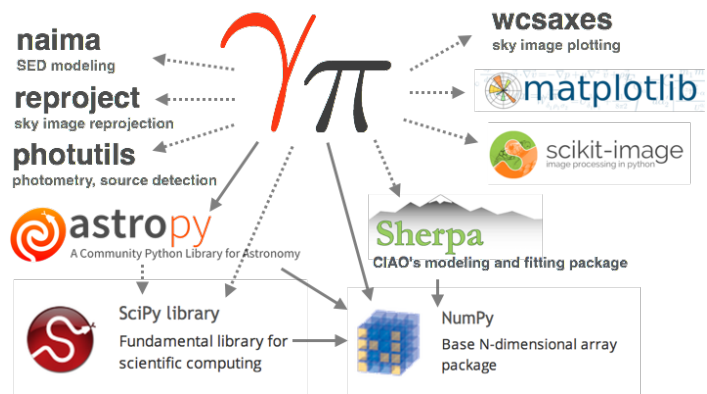 naima
SED modeling
reproject
sky image reprojection
photutils
photometry, source detection
γπ
wcsaxes
sky image plotting
matplotlib
scikit-image
image processing in python
astropy
A Community Python Library for Astronomy
Sherpa
CIAO's modeling and fitting package
SciPy library
Fundamental library for
scientific computing
NumPy
Base N-dimensional array
package